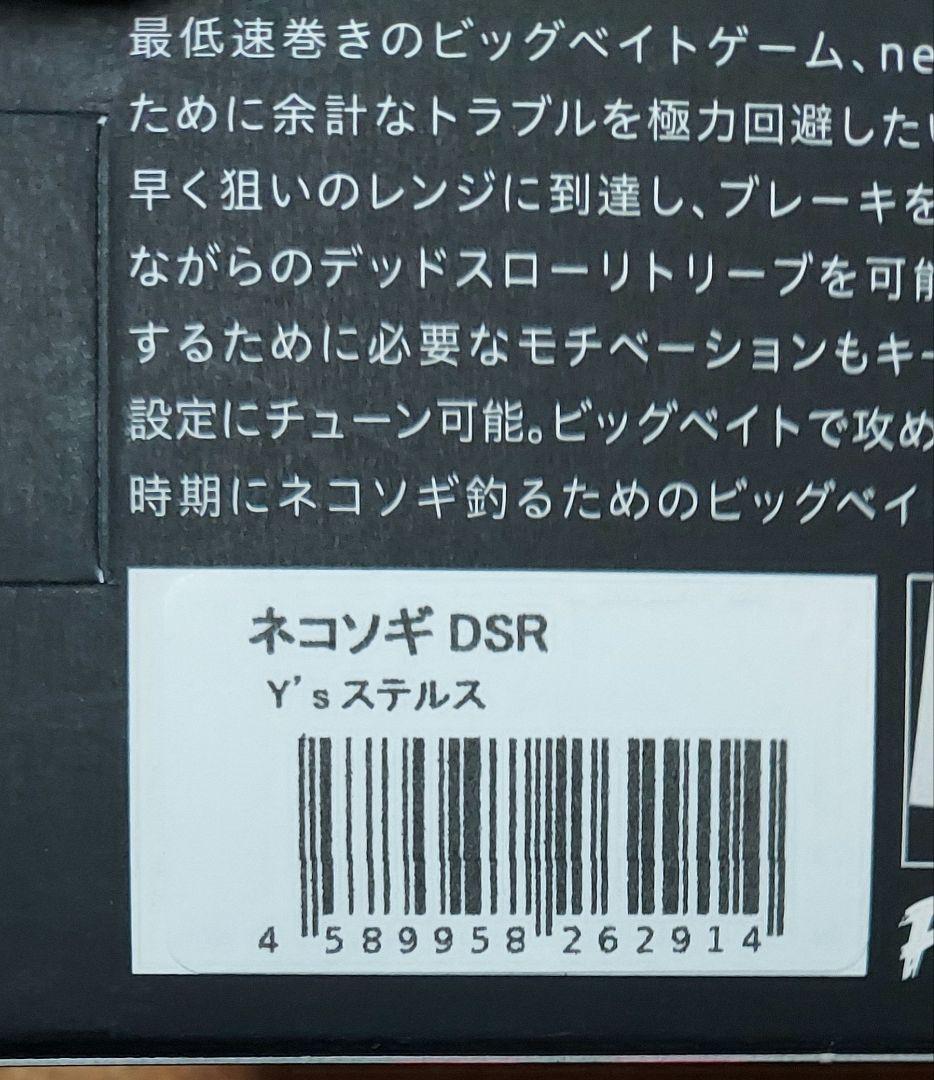 最低速巻きのビッグベイトゲーム、ne
ために余計なトラブルを極力回避したい
早く狙いのレンジに到達し、ブレーキを
ながらのデッドスローリトリーブを可能
するために必要なモチベーションもキー
設定にチューン可能。ビッグベイトで攻め
時期にネコソギ釣るためのビッグベイ
ネコソギ DSR
Y's ステルス
4 589958 262914